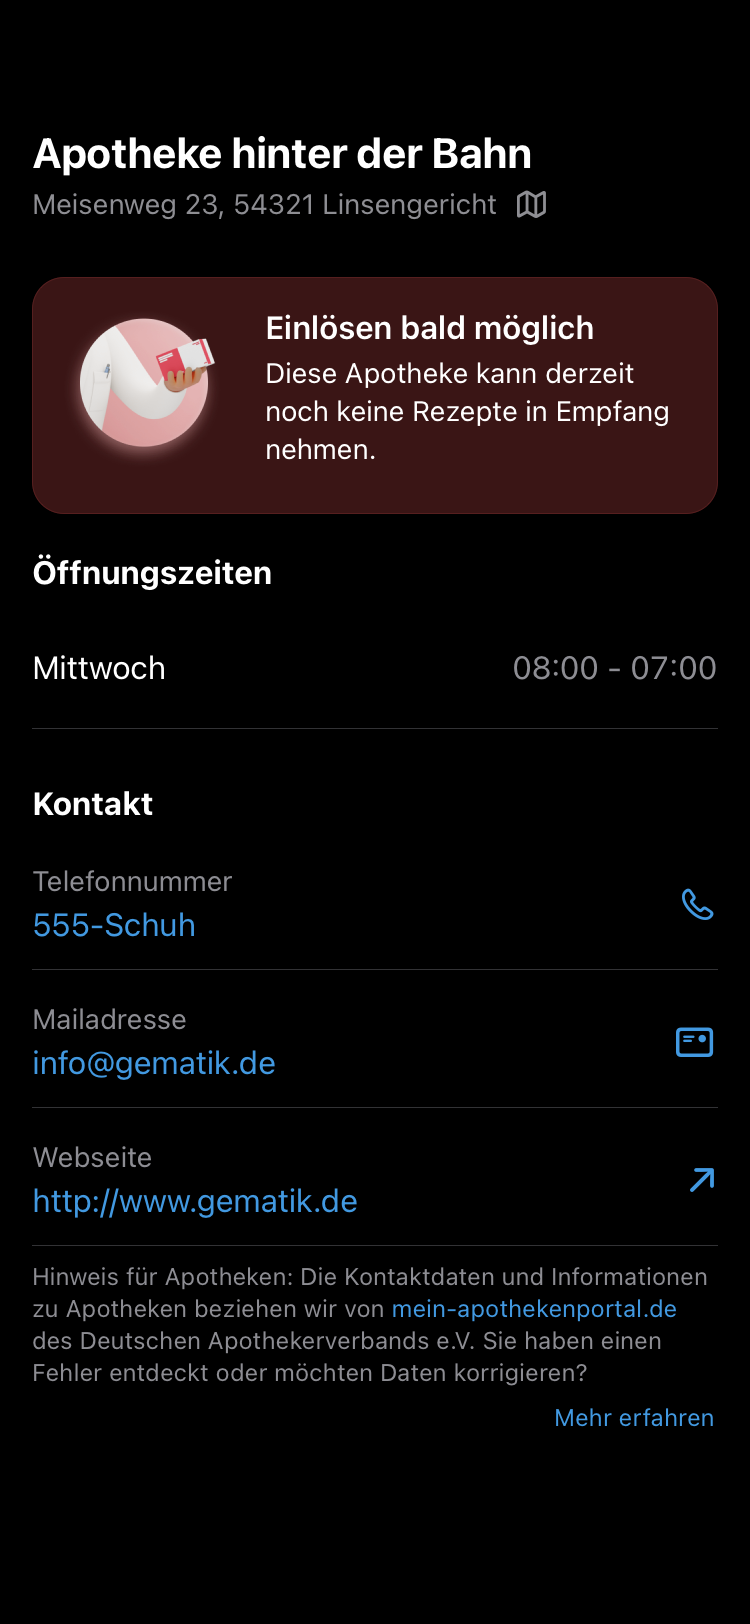 Apotheke hinter der Bahn
Meisenweg 23, 54321 Linsengericht
Einlösen bald möglich
Diese Apotheke kann derzeit
noch keine Rezepte in Empfang
nehmen.
Öffnungszeiten
Mittwoch 08:00 - 07:00
Kontakt
Telefonnummer
555-Schuh
Mailadresse
info@gematik.de
Webseite
http://www.gematik.de
Hinweis für Apotheken: Die Kontaktdaten und Informationen
zu Apotheken beziehen wir von mein-apothekenportal.de
des Deutschen Apothekerverbands e.V. Sie haben einen
Fehler entdeckt oder möchten Daten korrigieren?
Mehr erfahren